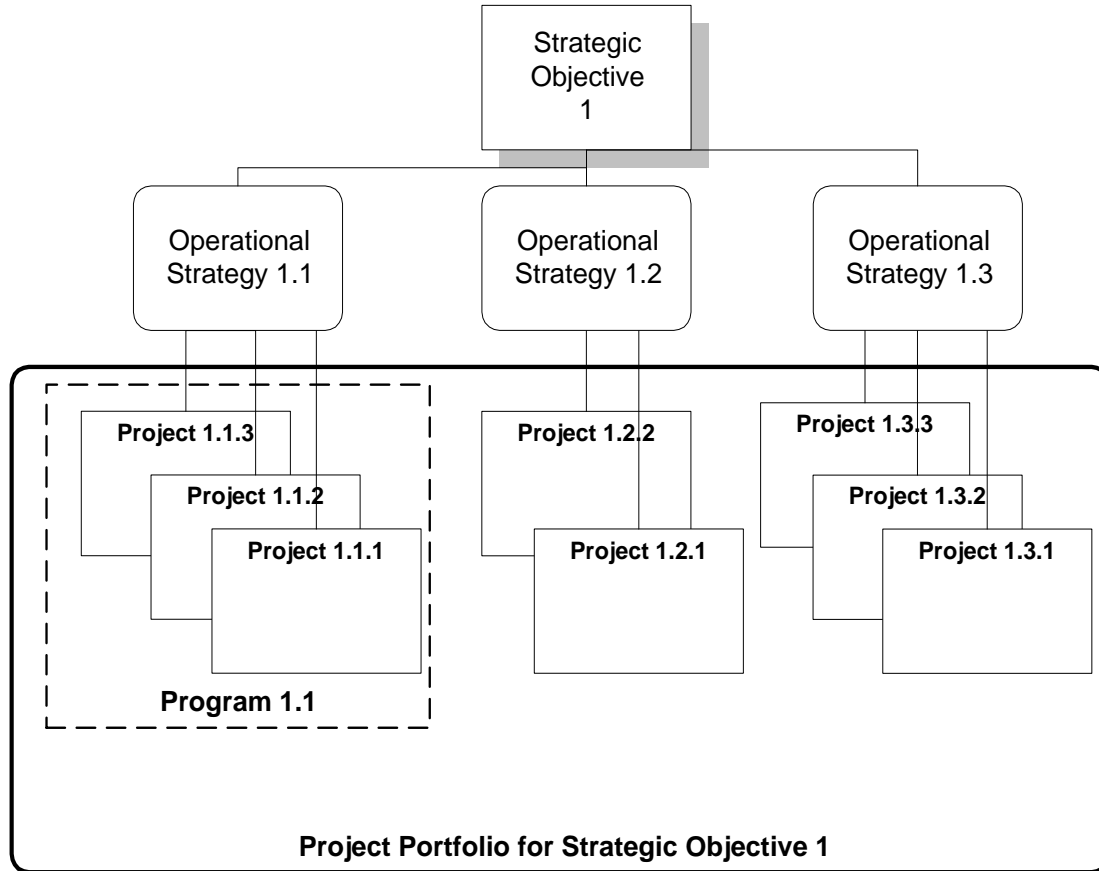 Strategic
Objective
1
Operational
Strategy 1.1
Operational
Strategy 1.2
Operational
Strategy 1.3
Project 1.1.3
Project 1.1.2
Project 1.1.1
Program 1.1
Project 1.2.2
Project 1.2.1
Project 1.3.3
Project 1.3.2
Project 1.3.1
Project Portfolio for Strategic Objective 1